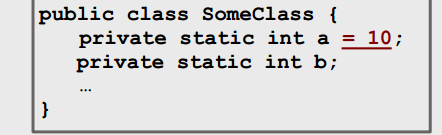 public class SomeClass {
private static int a = 10;
private static int b;
…
}